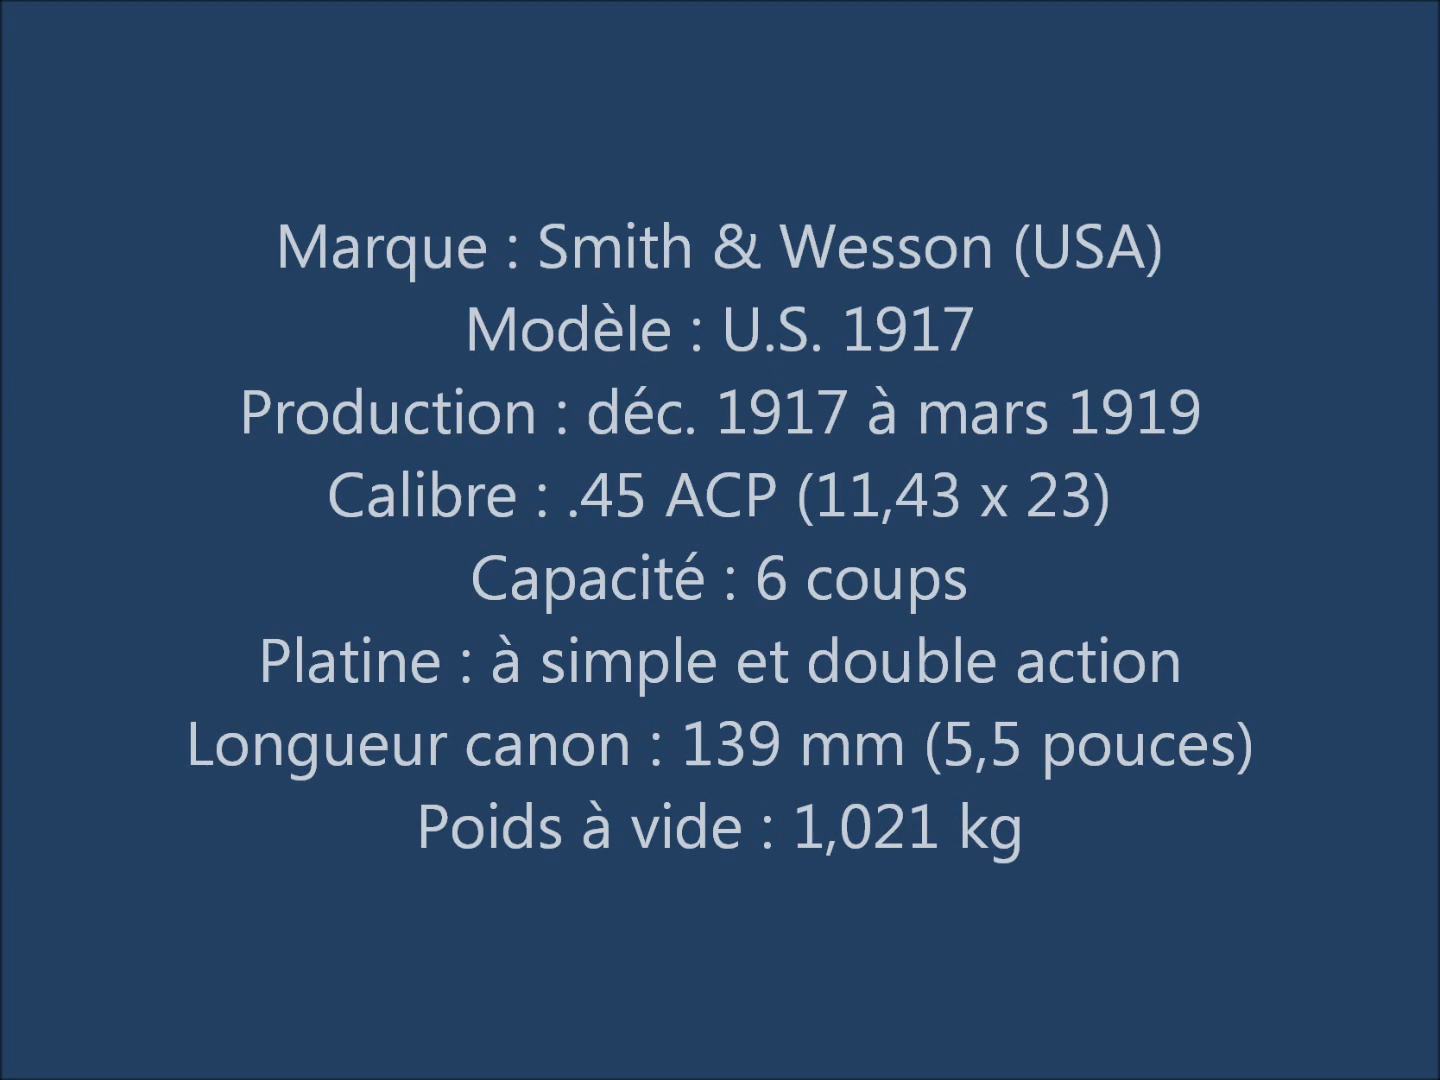 Marque : Smith & Wesson (USA)
Modèle : U.S. 1917
Production : déc. 1917 à mars 1919
Calibre : .45 ACP (11,43 x 23)
Capacité : 6 coups
Platine : à simple et double action
Longueur canon : 139 mm (5,5 pouces)
Poids à vide : 1,021 kg